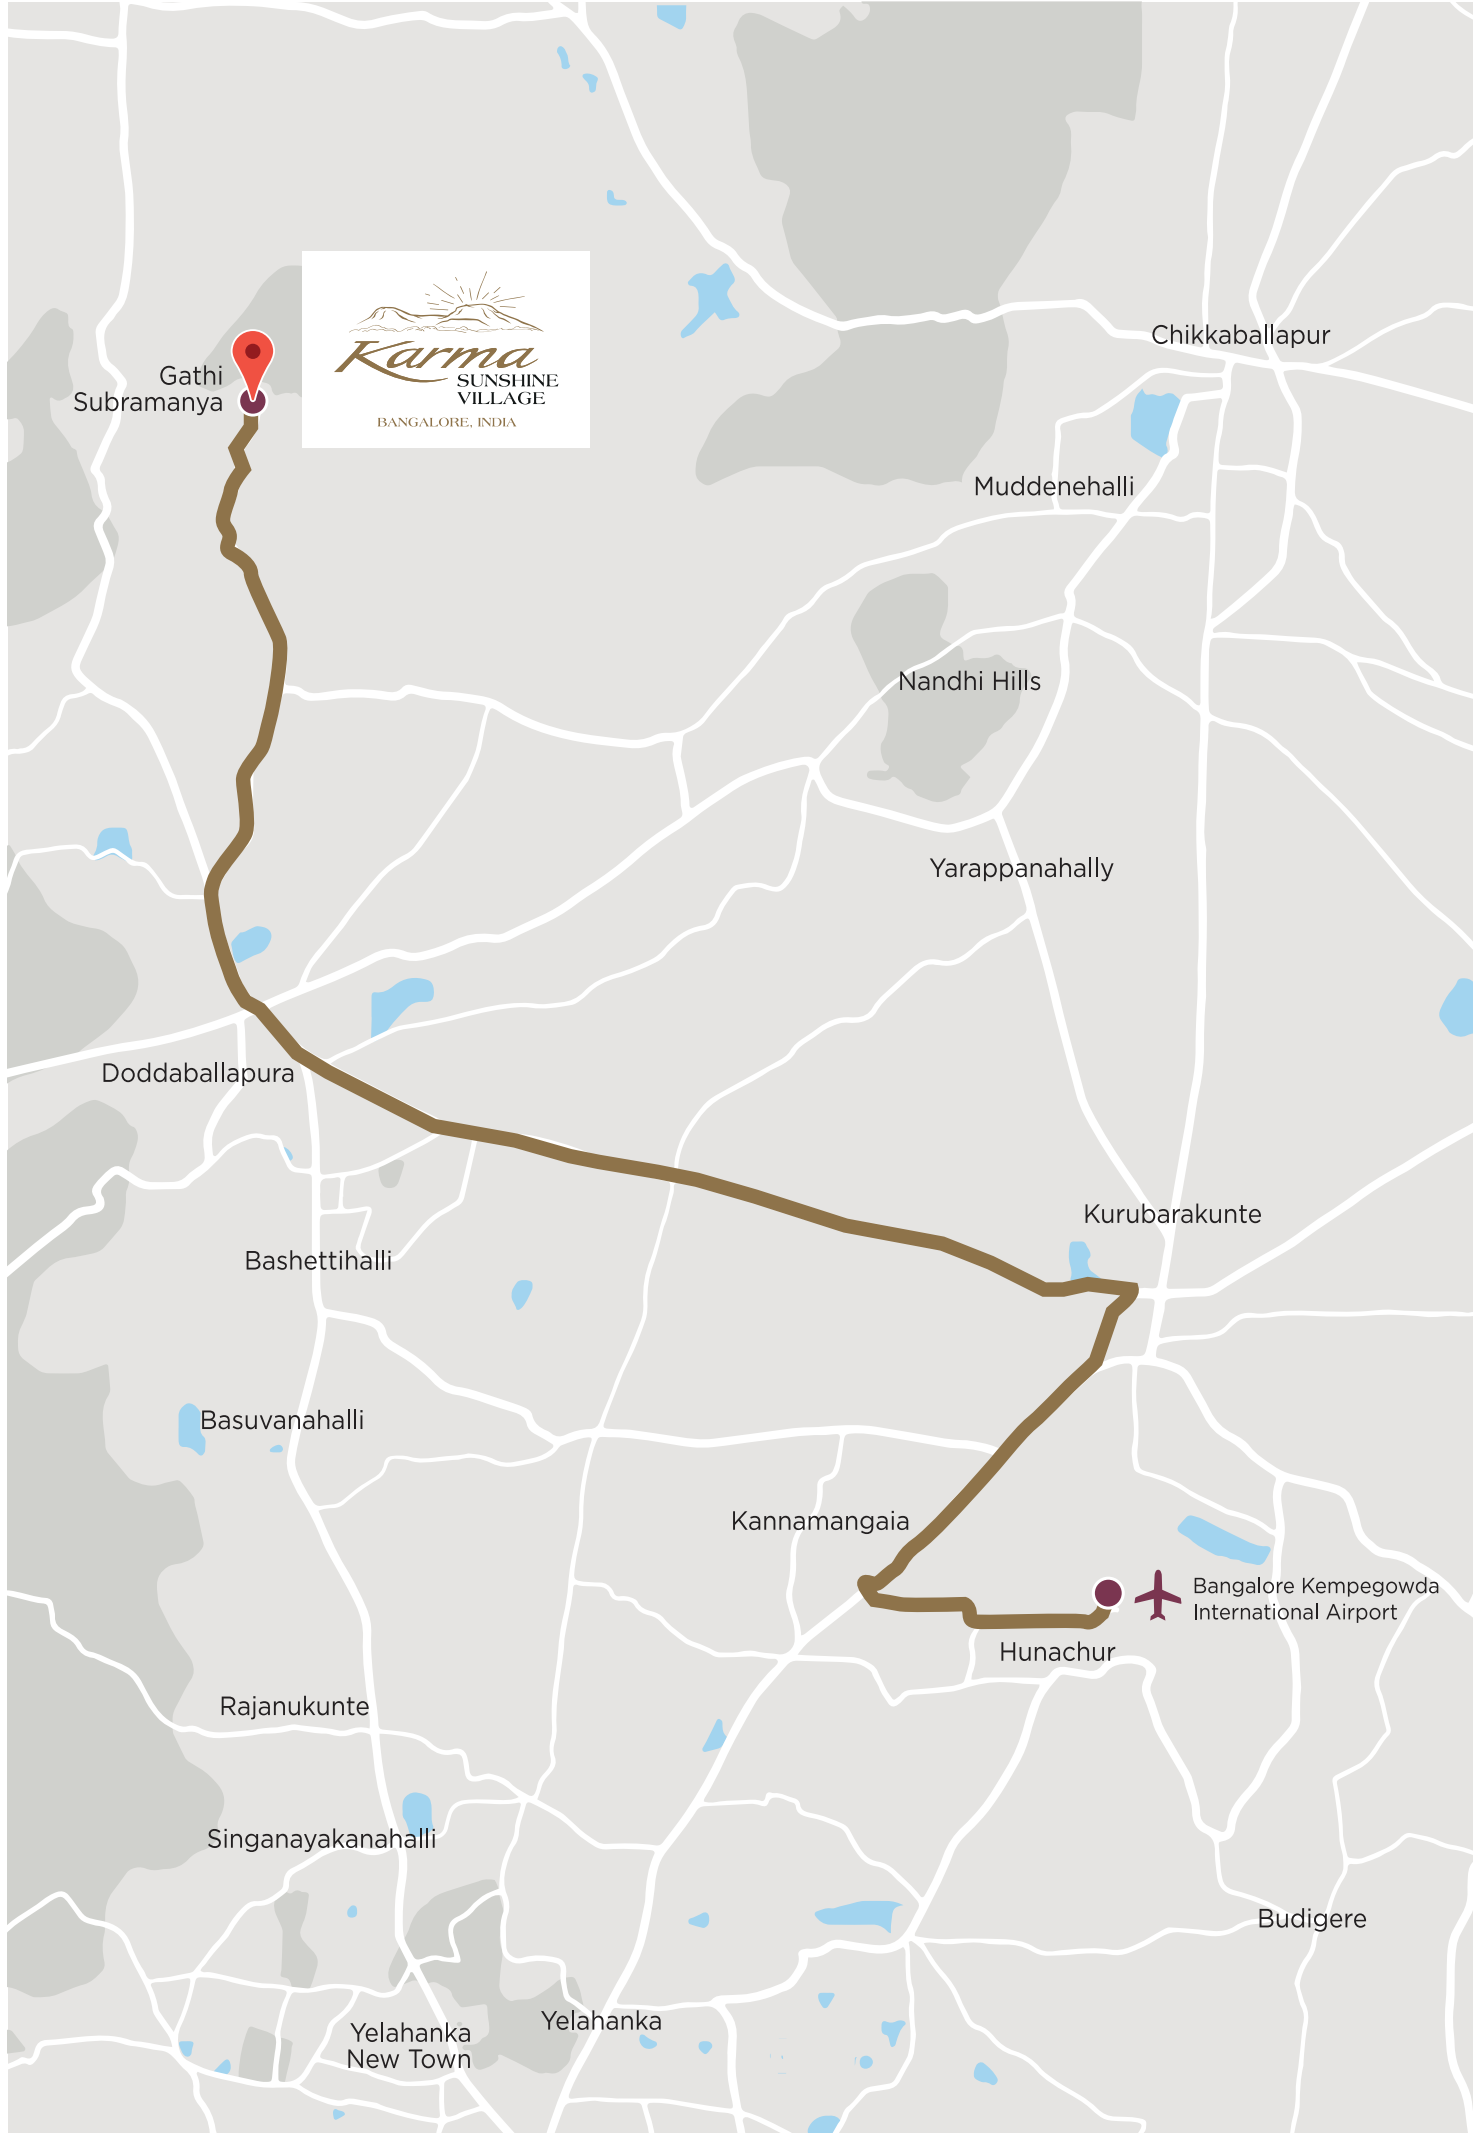 Karma
SUNSHINE
VILLAGE
BANGALORE, INDIA
Chikkaballapur
Gathi
Subramanya
Muddenehalli
Nandhi Hills
Yarappanahally
Doddaballapura
Kurubarakunte
Bashettihalli
Basuvanahalli
Kannamangaia
Bangalore Kempegowda
International Airport
Hunachur
Rajanukunte
Singanayakanahalli
Budigere
Yelahanka
Yelahanka
New Town